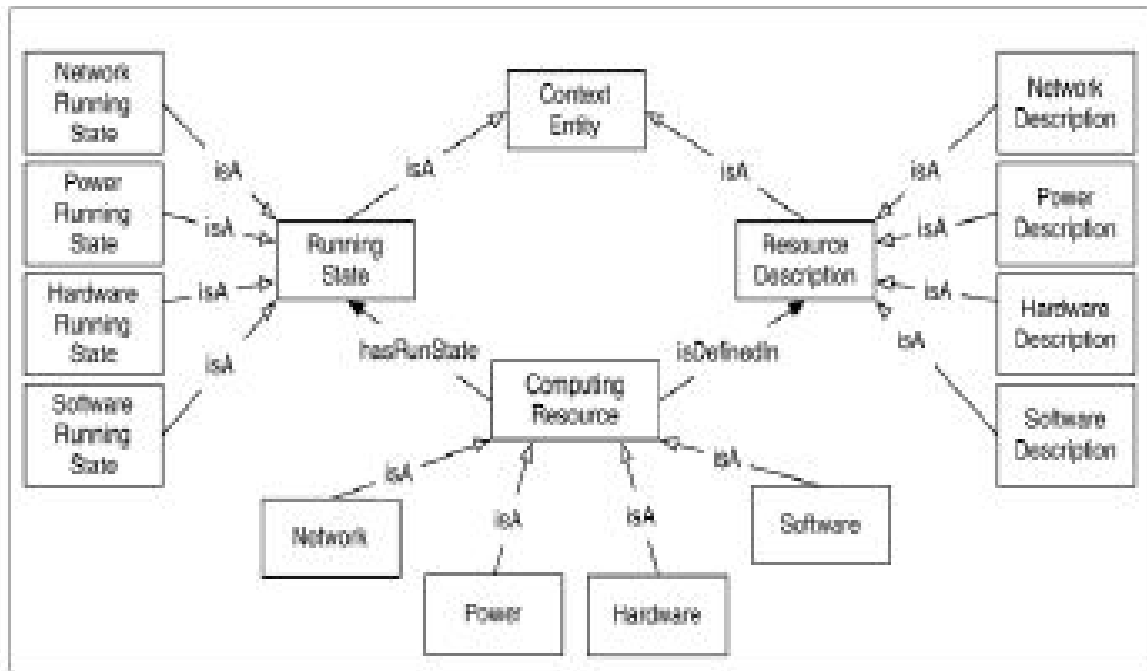 Network
Running
State
Context
Entity
Network
Description
isA
isA
isA
isA
Power
Running
State
isA
Running
State
Resource
Description
isA
Power
Description
Hardware
Running
State
isA
isA
Hardware
Description
isA
hasRunState
isDefinedIn
isA
Software
Running
State
Computing
Resource
Software
Description
isA
isA
isA
isA
Network
Software
Power
Hardware